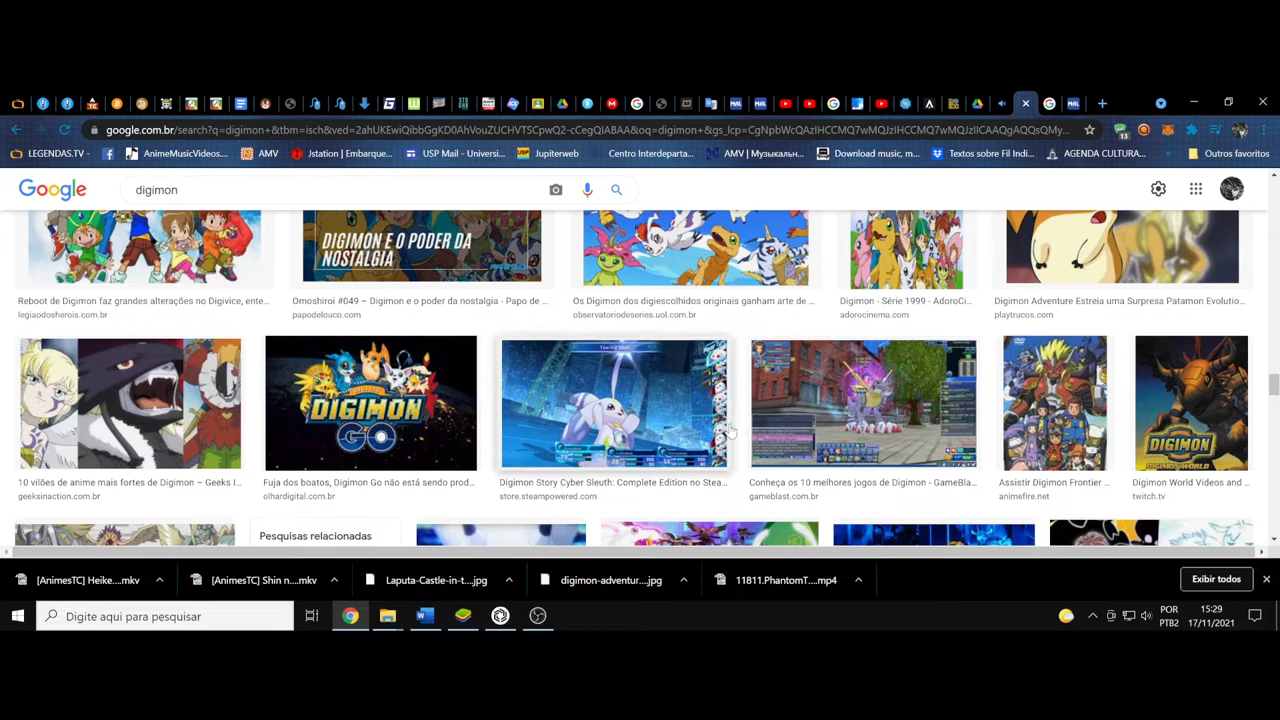 google.com.br/search?q=digimon+&tbm=isch&ved=2ahUKEwiQibbGgKD0AhVouZUCHVTSCpwQ2-cCegQIABAA&oq=digimon+&gs_lcp=CgNpbWcQAzIHCCMQ7wMQJzIHCCMQ7wMQJzIICAAQgAQQsQMy...
13
LEGENDAS.TV
AnimeMusicVideos....
AMV
Jstation | Embarque...
USP Mail - Universi...
Jupiterweb
Centro Interdeparta...
AMV | Музыкальн...
Download music, m...
Textos sobre Fil Indi...
AGENDA CULTURA...
»
Outros favoritos
Google
digimon
DIGIMON E O PODER DA
NOSTALGIA
Reboot de Digimon faz grandes alterações no Digivice, ente...
legiaodosherois.com.br
Omoshiroi #049 – Digimon e o poder da nostalgia - Papo de ...
papodelouco.com
Os Digimon dos digiescolhidos originais ganham arte de ...
observatoriodeseries.uol.com.br
Digimon - Série 1999 - AdoroCi...
adorocinema.com
Digimon Adventure Estreia uma Surpresa Patamon Evolutio...
playtrucos.com
DIGIMON
GO
DIGIMON
DIGIMON WORLD
10 vilões de anime mais fortes de Digimon – Geeks I...
geeksinaction.com.br
Fuja dos boatos, Digimon Go não está sendo prod...
olhardigital.com.br
Digimon Story Cyber Sleuth: Complete Edition no Stea...
store.steampowered.com
Conheça os 10 melhores jogos de Digimon - GameBla...
gameblast.com.br
Assistir Digimon Frontier ...
animefire.net
Digimon World Videos and ...
twitch.tv
Pesquisas relacionadas
[AnimesTC] Heike....mkv
[AnimesTC] Shin n....mkv
Laputa-Castle-in-t....jpg
digimon-adventur....jpg
11811.PhantomT....mp4
Exibir todos
Digite aqui para pesquisar
POR
PTB2
15:29
17/11/2021